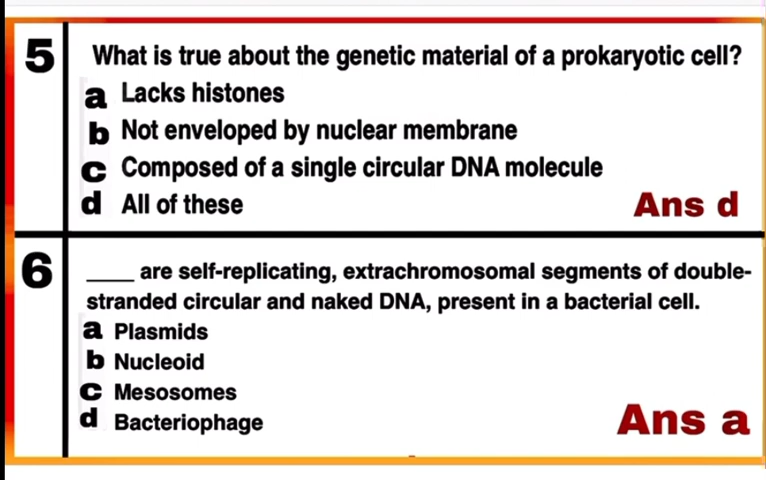 5 What is true about the genetic material of a prokaryotic cell?
a Lacks histones
b Not enveloped by nuclear membrane
c Composed of a single circular DNA molecule
d All of these Ans d
6 ____ are self-replicating, extrachromosomal segments of double-
stranded circular and naked DNA, present in a bacterial cell.
a Plasmids
b Nucleoid
c Mesosomes
d Bacteriophage Ans a